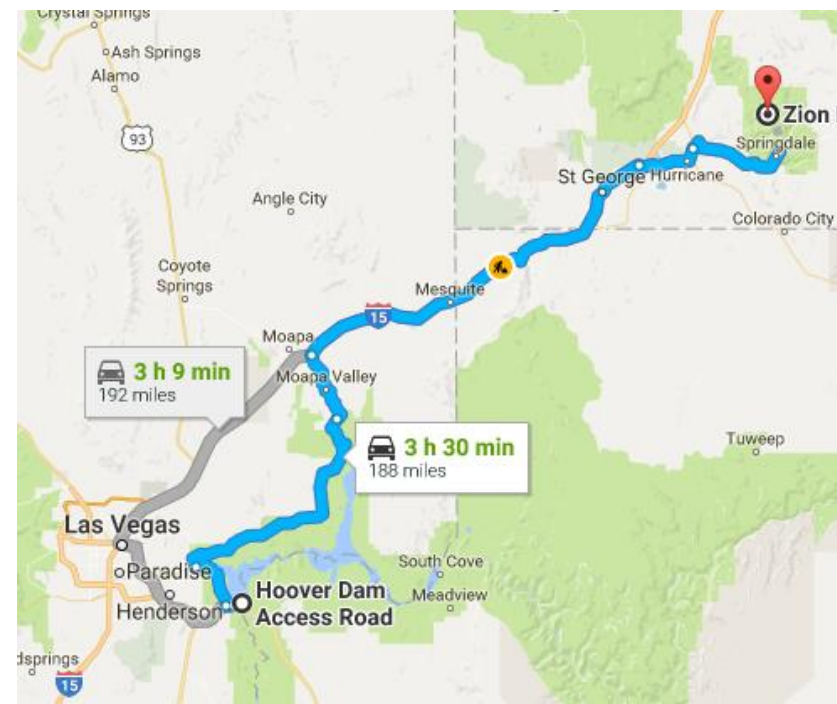 Crystal Springs
Ash Springs
Alamo
93
Zion
Springdale
St George
Hurricane
Angle City
Colorado City
Coyote
Springs
Mesquite
15
Moapa
3 h 9 min
192 miles
Moapa Valley
3 h 30 min
188 miles
Tuweep
Las Vegas
Paradise
South Cove
Hoover Dam
Access Road
Meadview
Henderson
dsprings
15